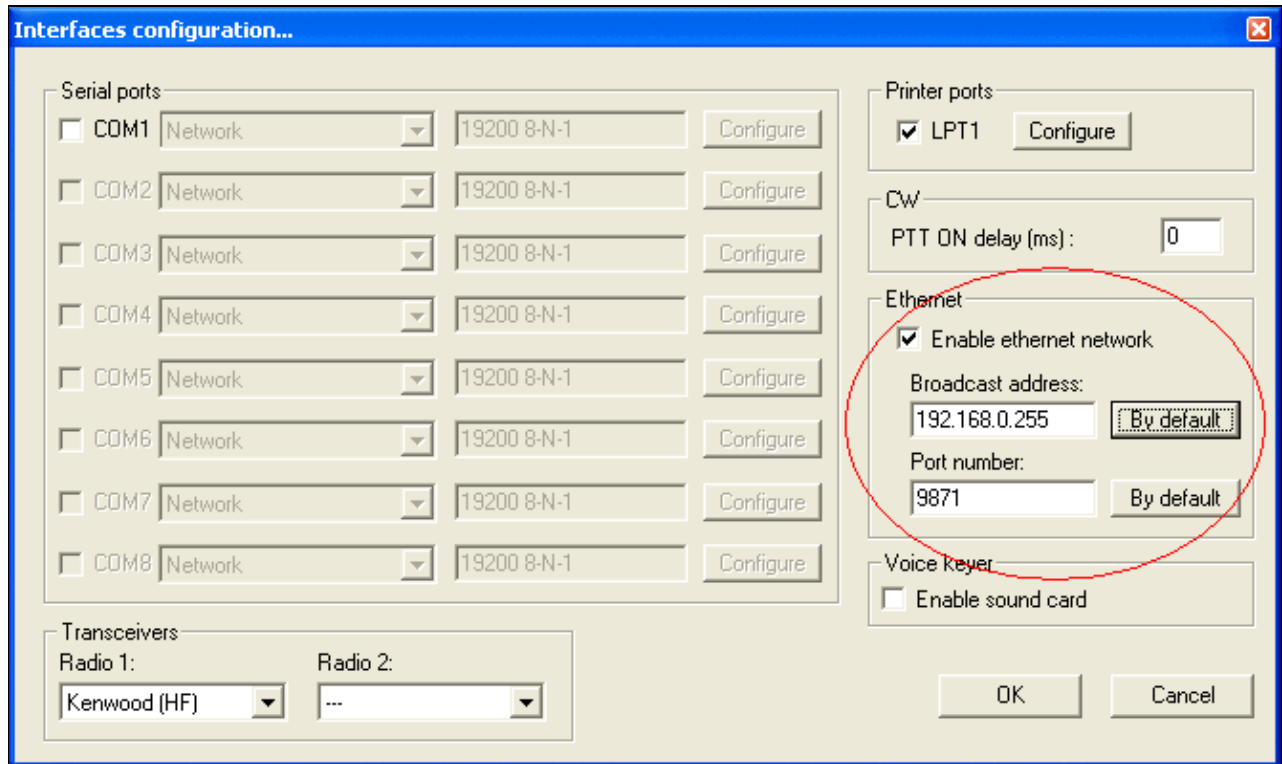 Interfaces configuration...
Serial ports
COM1 Network 19200 8-N-1 Configure
COM2 Network 19200 8-N-1 Configure
COM3 Network 19200 8-N-1 Configure
COM4 Network 19200 8-N-1 Configure
COM5 Network 19200 8-N-1 Configure
COM6 Network 19200 8-N-1 Configure
COM7 Network 19200 8-N-1 Configure
COM8 Network 19200 8-N-1 Configure
Transceivers
Radio 1: Radio 2:
Kenwood (HF) ---
Printer ports
LPT1 Configure
CW
PTT ON delay (ms) : 0
Ethernet
Enable ethernet network
Broadcast address:
192.168.0.255 By default
Port number:
9871 By default
Voice keyer
Enable sound card
OK Cancel